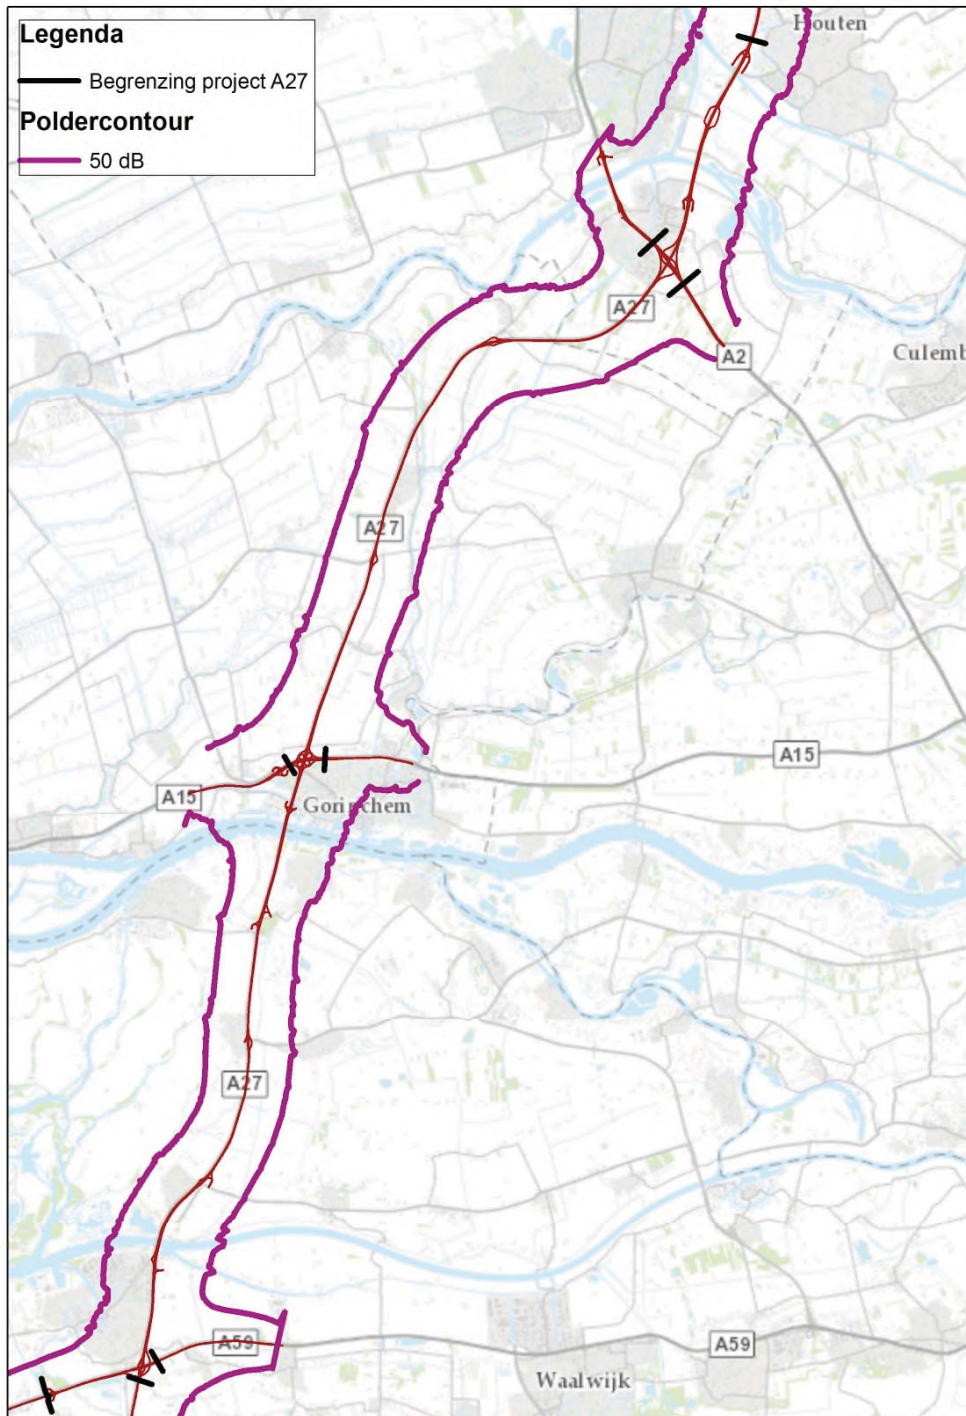 Legenda
Begrenzing project A27
Poldercontour
50 dB
Houten
A27
A2
Culemb
A27
A15
A15
Gorinchem
A27
A59
A59
Waalwijk